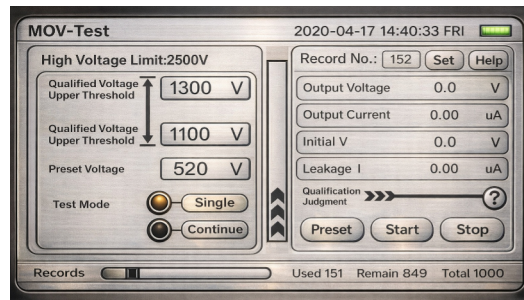 MOV-Test
2020-04-17 14:40:33 FRI
High Voltage Limit:2500V
Qualified Voltage
Upper Threshold
1300 V
Qualified Voltage
Upper Threshold
1100 V
Preset Voltage
520 V
Test Mode
Single
Continue
Record No.: 152 Set Help
Output Voltage 0.0 V
Output Current 0.00 uA
Initial V 0.0 V
Leakage I 0.00 uA
Qualification
Judgment
?
Preset Start Stop
Records
Used 151 Remain 849 Total 1000